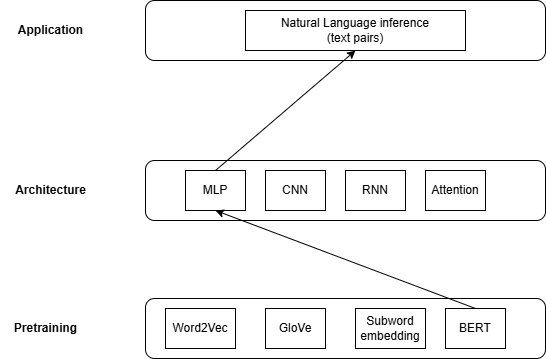 Application
Natural Language inference
(text pairs)
Architecture
MLP
CNN
RNN
Attention
Pretraining
Word2Vec
GloVe
Subword
embedding
BERT